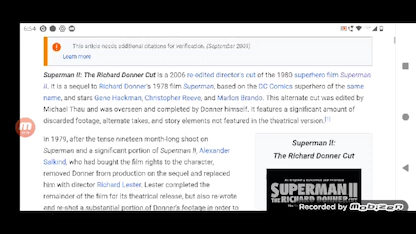 6:54
This article needs additional citations for verification. (September 2009)
Learn more
Superman II: The Richard Donner Cut is a 2006 re-edited director's cut of the 1980 superhero film Superman
II. It is a sequel to Richard Donner's 1978 film Superman, based on the DC Comics superhero of the same
name, and stars Gene Hackman, Christopher Reeve, and Marlon Brando. This alternate cut was edited by
Michael Thau and was overseen and completed by Donner himself. It features a significant amount of
discarded footage, alternate takes, and story elements not featured in the theatrical version.[1]
In 1979, after the tense nineteen month-long shoot on
Superman and a significant portion of Superman II, Alexander
Salkind, who had bought the film rights to the character,
removed Donner from production on the sequel and replaced
him with director Richard Lester. Lester completed the
remainder of the film for its theatrical release, but also re-wrote
and re-shot a substantial portion of Donner's footage in order to
Superman II:
The Richard Donner Cut
SUPERMAN II
THE RICHARD DONNER CUT
Recorded by Mobizen